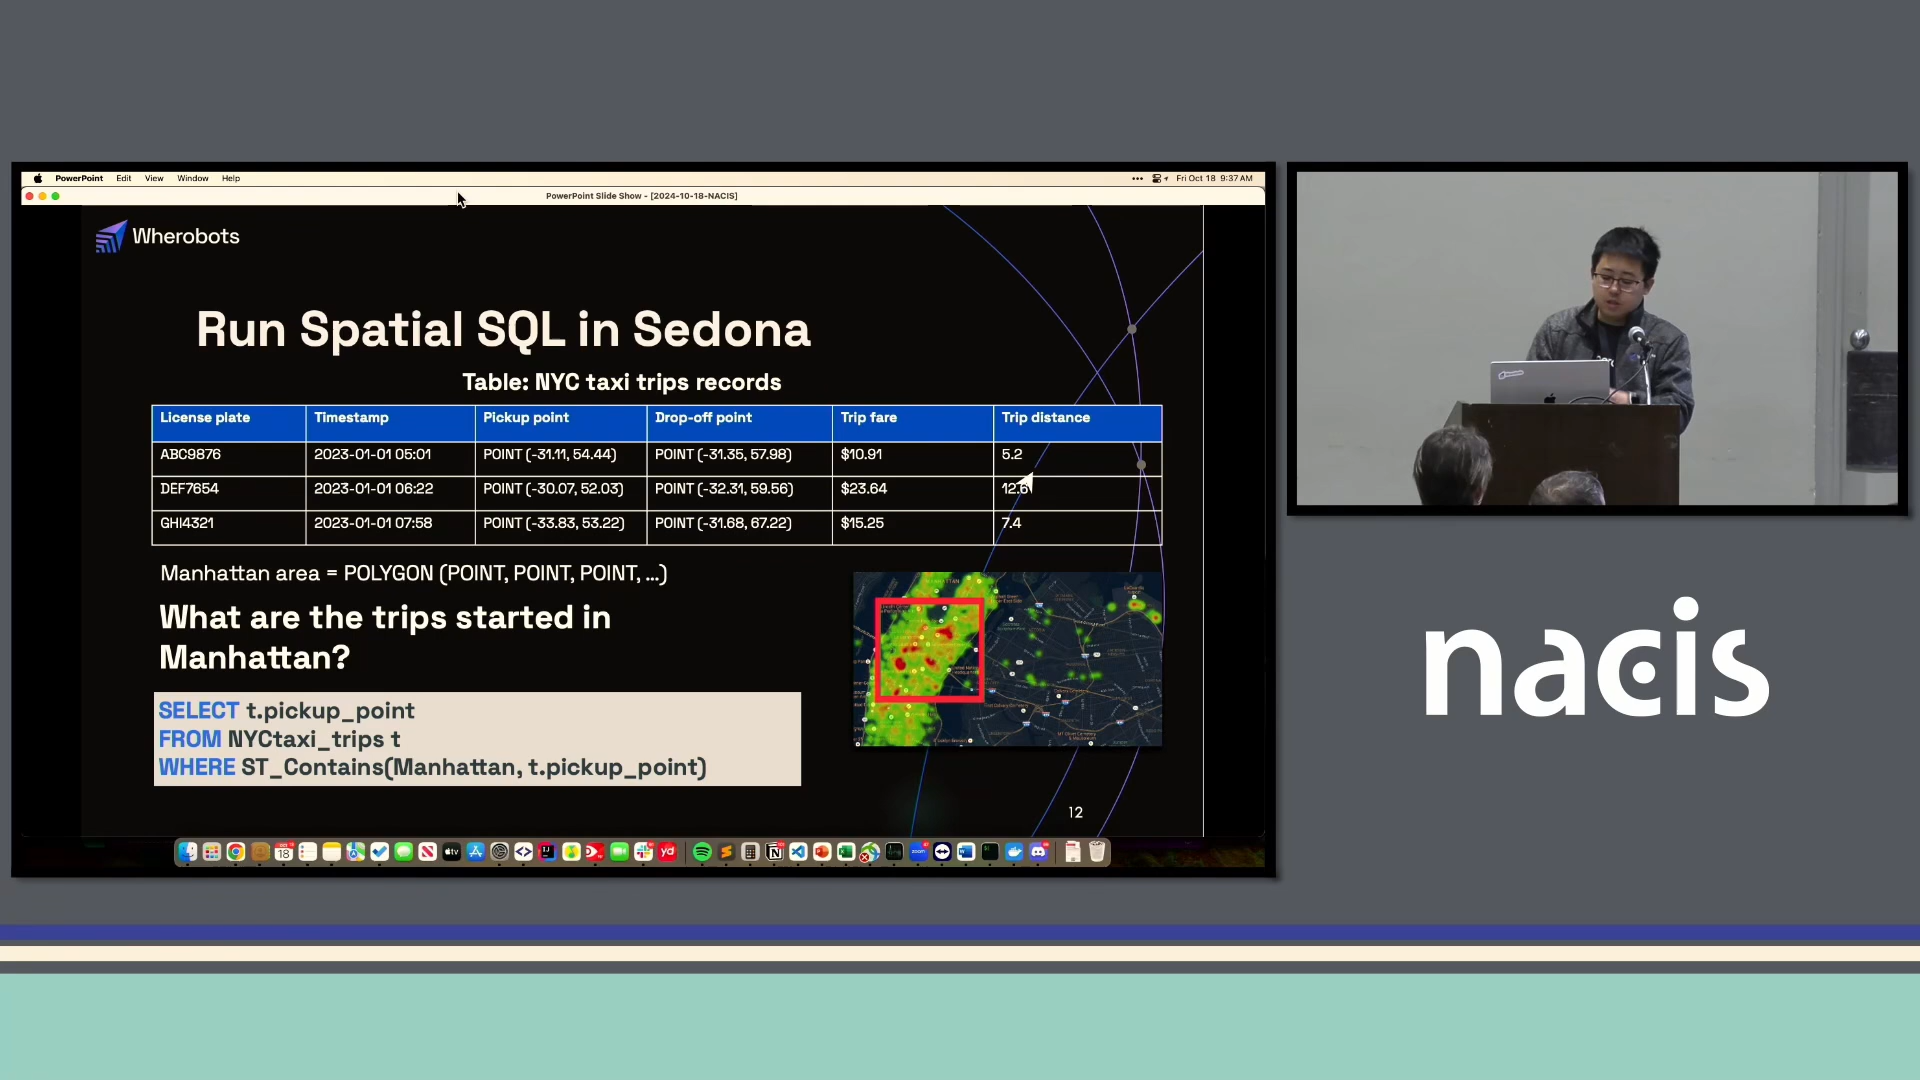 PowerPoint Edit View Window Help
Fri Oct 18 9:37 AM
PowerPoint Slide Show - [2024-10-18-NACIS]
Wherobots
Run Spatial SQL in Sedona
Table: NYC taxi trips records
License plate Timestamp Pickup point Drop-off point Trip fare Trip distance
ABC9876 2023-01-01 05:01 POINT (-31.11, 54.44) POINT (-31.35, 57.98) $10.91 5.2
DEF7654 2023-01-01 06:22 POINT (-30.07, 52.03) POINT (-32.31, 59.56) $23.64
GHI4321 2023-01-01 07:58 POINT (-33.83, 53.22) POINT (-31.68, 67.22) $15.25 7.4
Manhattan area = POLYGON (POINT, POINT, POINT, ...)
What are the trips started in
Manhattan?
MANHATTAN
SELECT t.pickup_point
FROM NYCtaxi_trips t
WHERE ST_Contains(Manhattan, t.pickup_point)
12
18
tv
zoom
yd
nacis